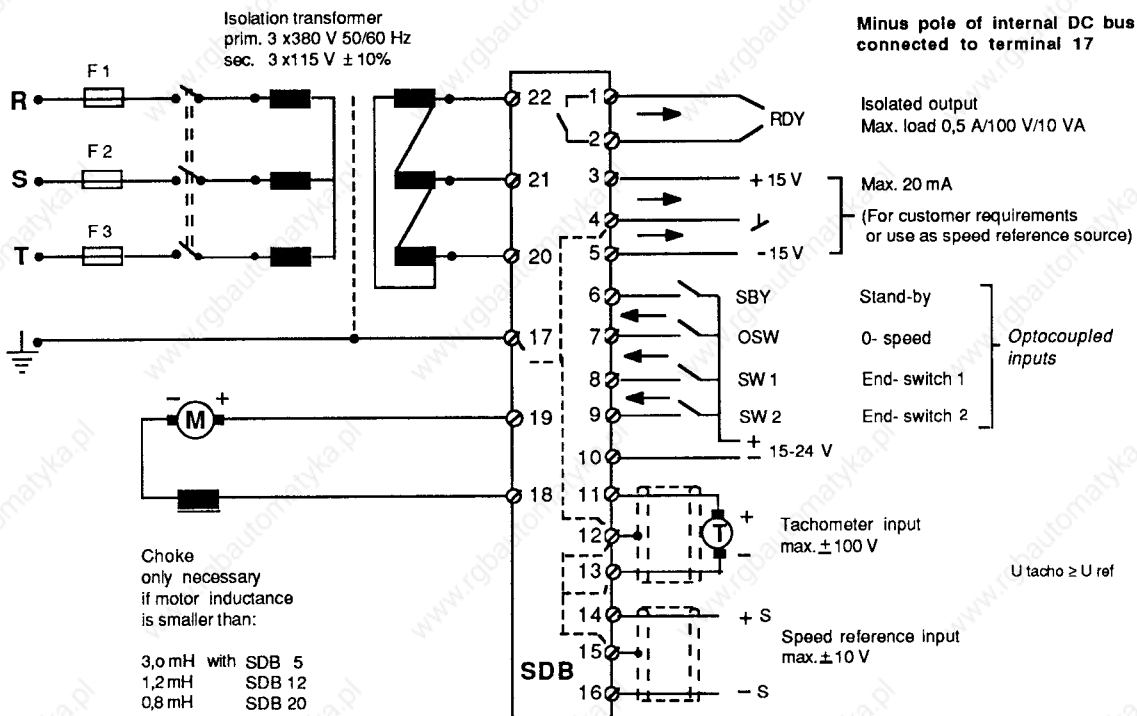 Isolation transformer
prim. 3 x380 V 50/60 Hz
sec. 3 x115 V ± 10%
Minus pole of internal DC bus
connected to terminal 17
F 1
R
F 2
S
F 3
T
22
21
20
17
19
18
1
2
3
4
5
6
7
8
9
10
11
12
13
14
15
16
RDY
Isolated output
Max. load 0,5 A/100 V/10 VA
+ 15 V
- 15 V
Max. 20 mA
(For customer requirements
or use as speed reference source)
SBY Stand-by
OSW 0- speed
SW 1 End- switch 1
SW 2 End- switch 2
Optocoupled
inputs
+
− 15-24 V
− +
M
T
+
−
Tachometer input
max. ± 100 V
U tacho ≥ U ref
+ S
Speed reference input
max. ± 10 V
− S
SDB
Choke
only necessary
if motor inductance
is smaller than:
3,o mH with SDB 5
1,2 mH SDB 12
0,8 mH SDB 20
www.rgbautomatyka.pl